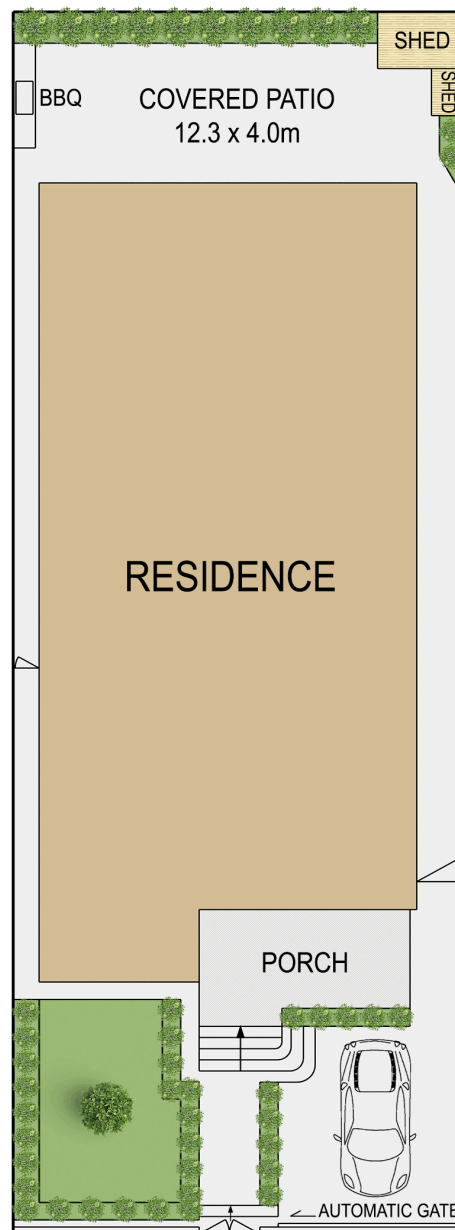 SHED
SHED
BBQ
COVERED PATIO
12.3 x 4.0m
RESIDENCE
PORCH
AUTOMATIC GATE